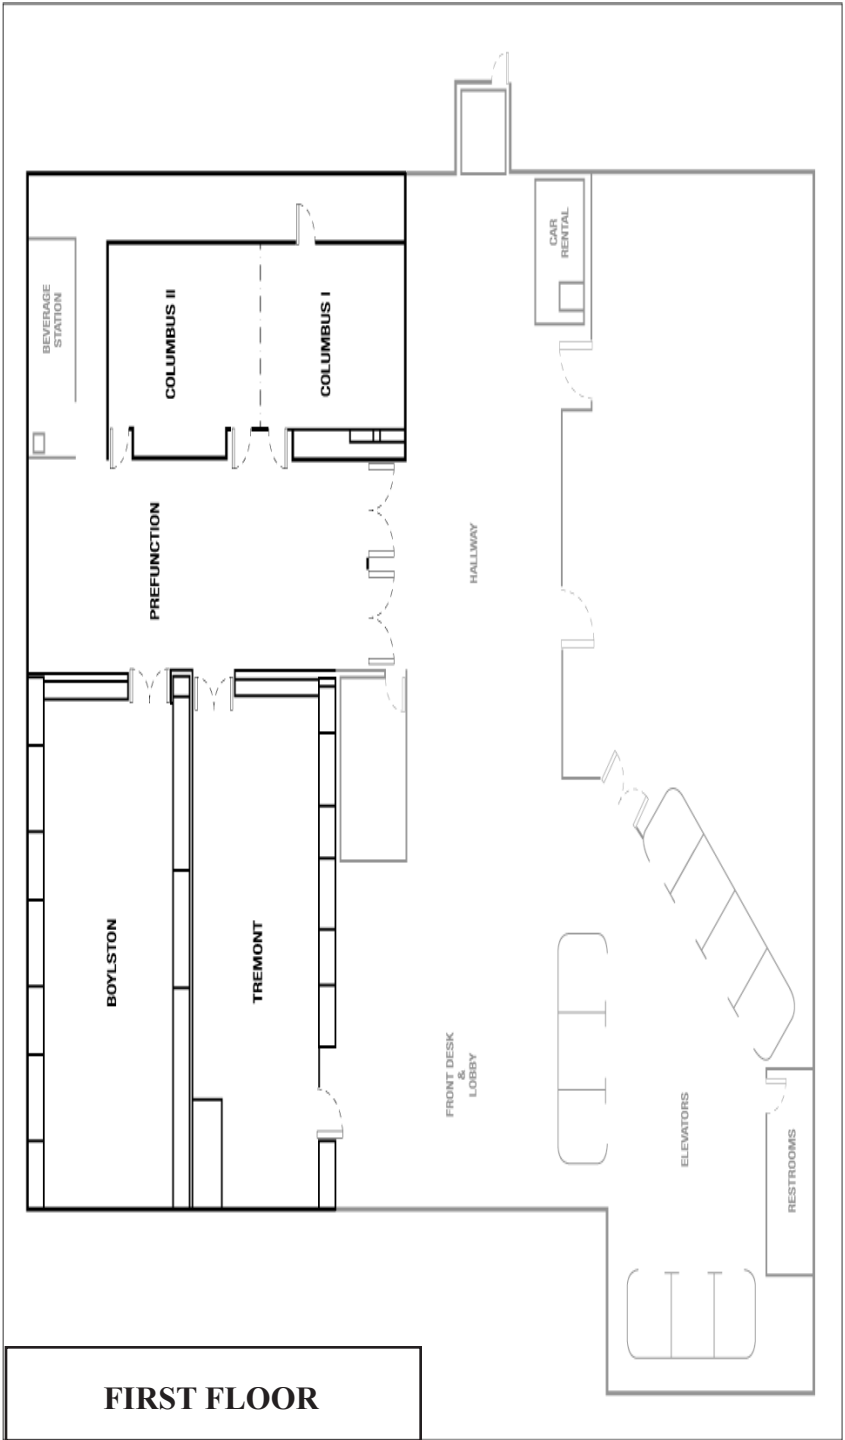 CAR
RENTAL
BEVERAGE
STATION
COLUMBUS II
COLUMBUS I
PREFUNCTION
HALLWAY
BOYLSTON
TREMONT
FRONT DESK
&
LOBBY
ELEVATORS
RESTROOMS
FIRST FLOOR